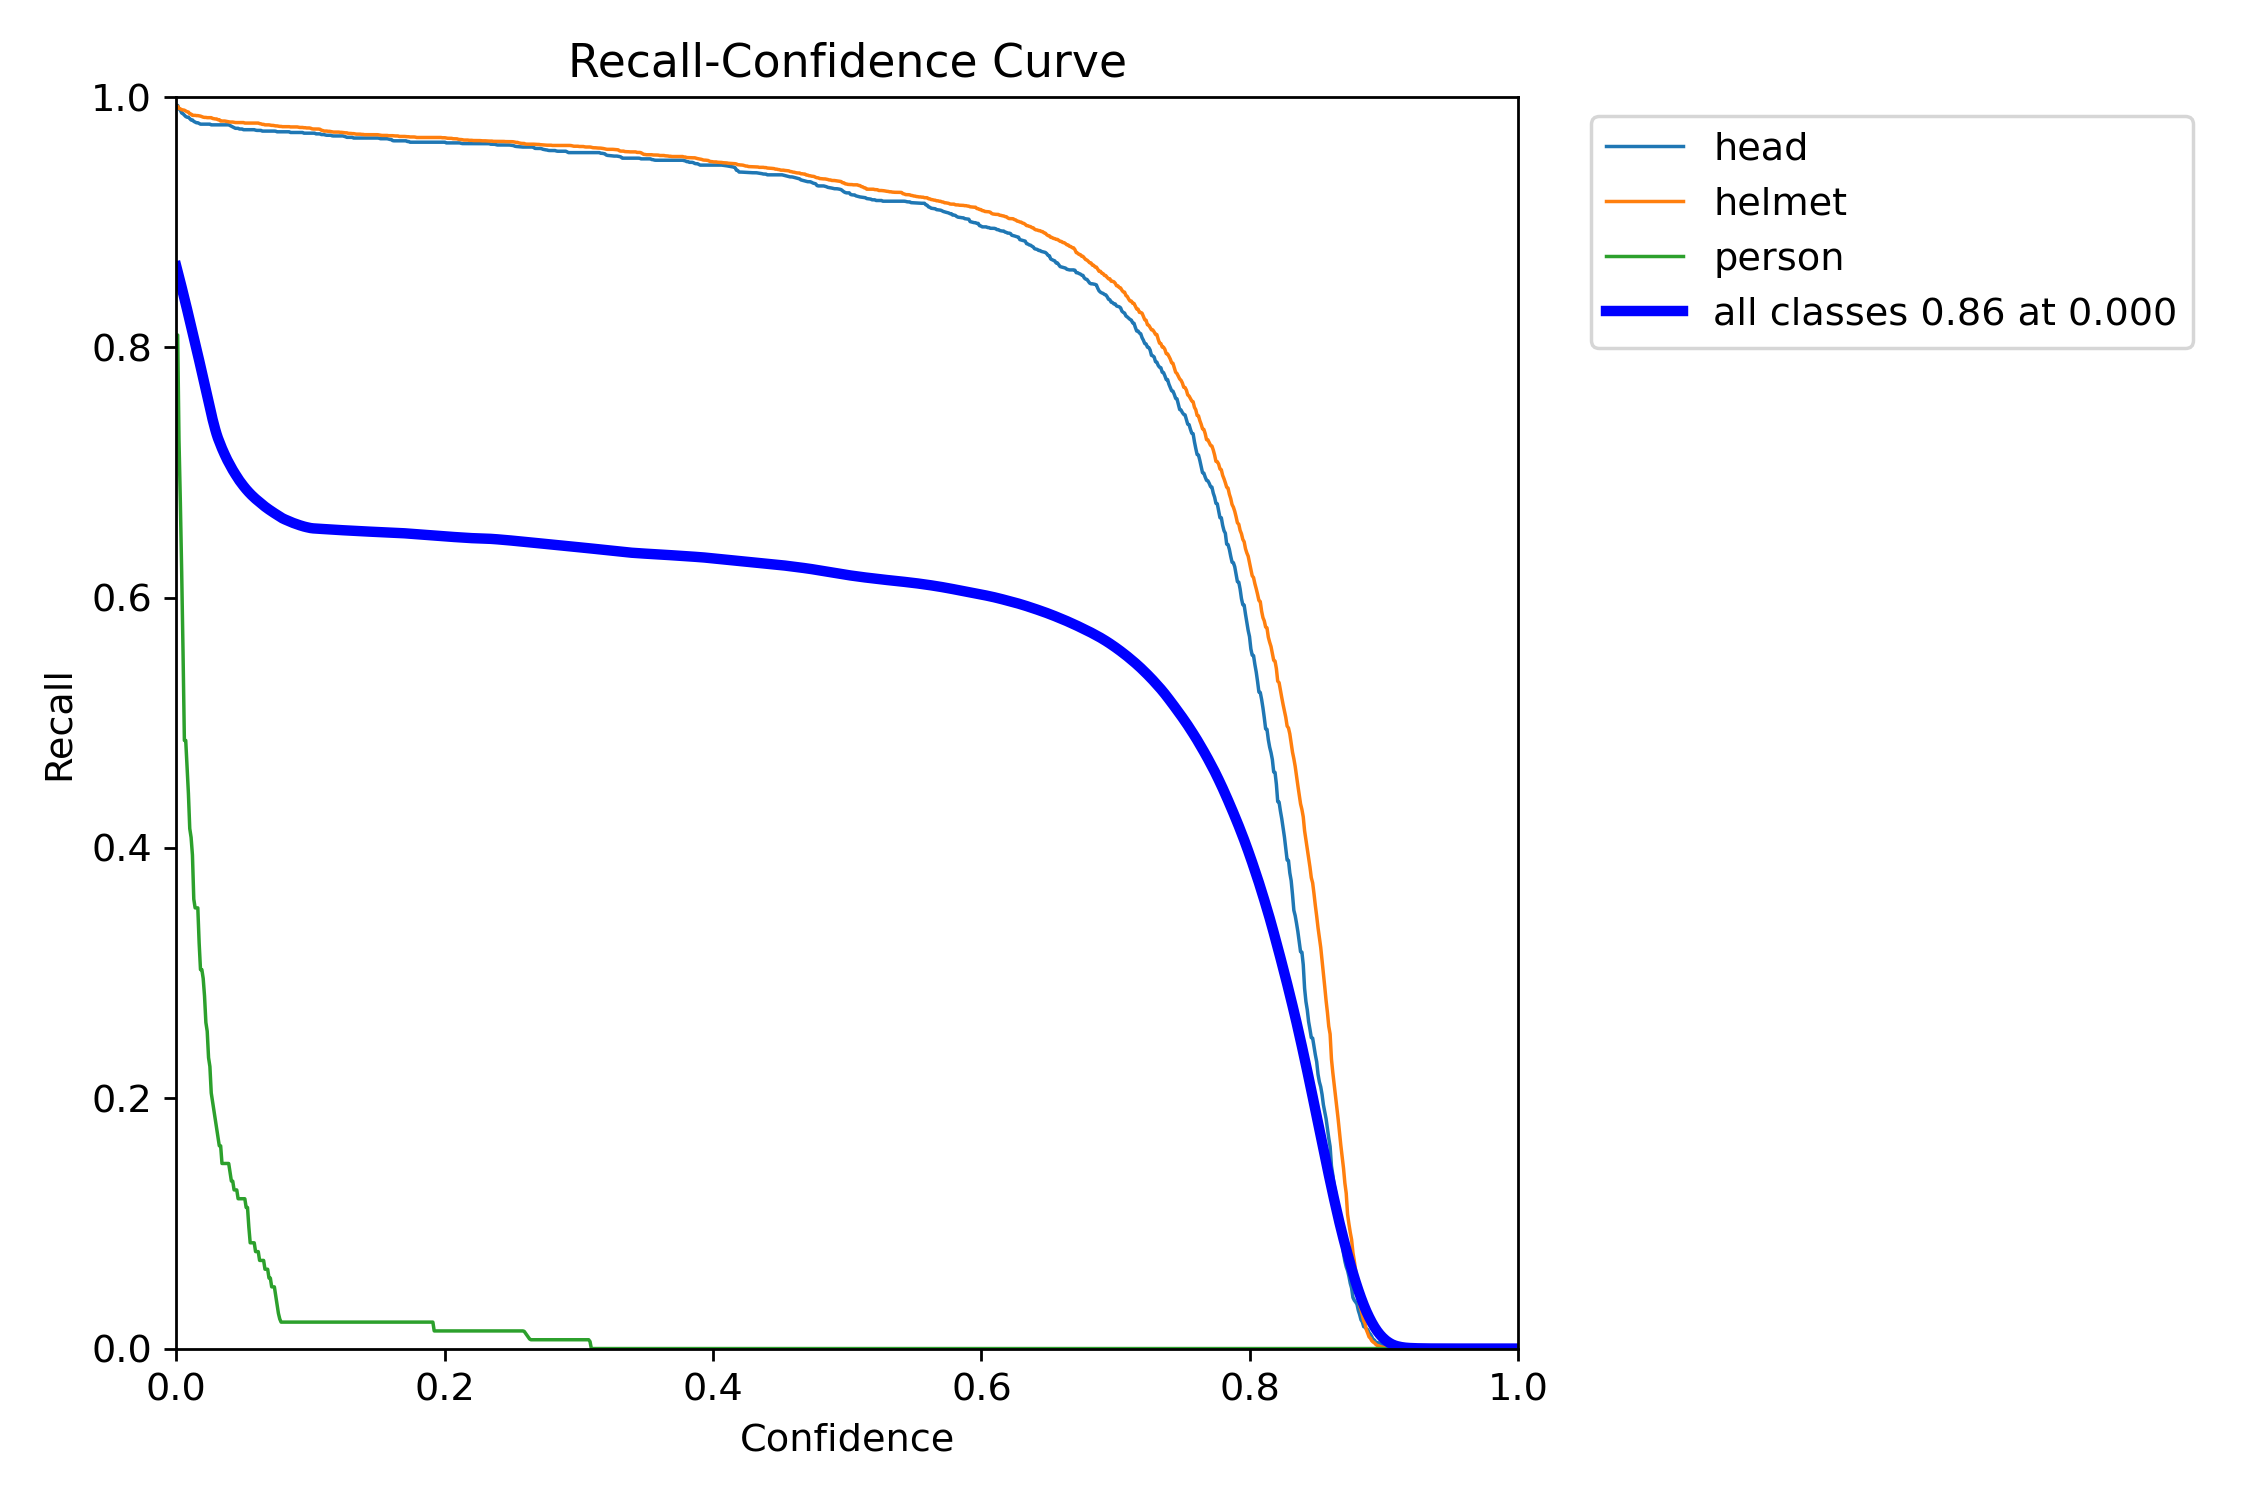 Recall-Confidence Curve
1.0
0.8
0.6
0.4
0.2
0.0
Recall
0.0 0.2 0.4 0.6 0.8 1.0
Confidence
head
helmet
person
all classes 0.86 at 0.000